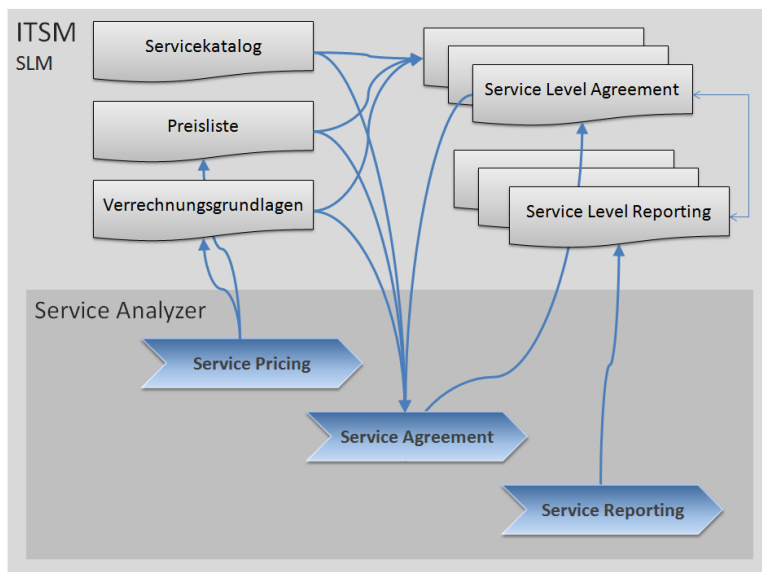 ITSM
SLM
Servicekatalog
Service Level Agreement
Preisliste
Verrechnungsgrundlagen
Service Level Reporting
Service Analyzer
Service Pricing
Service Agreement
Service Reporting